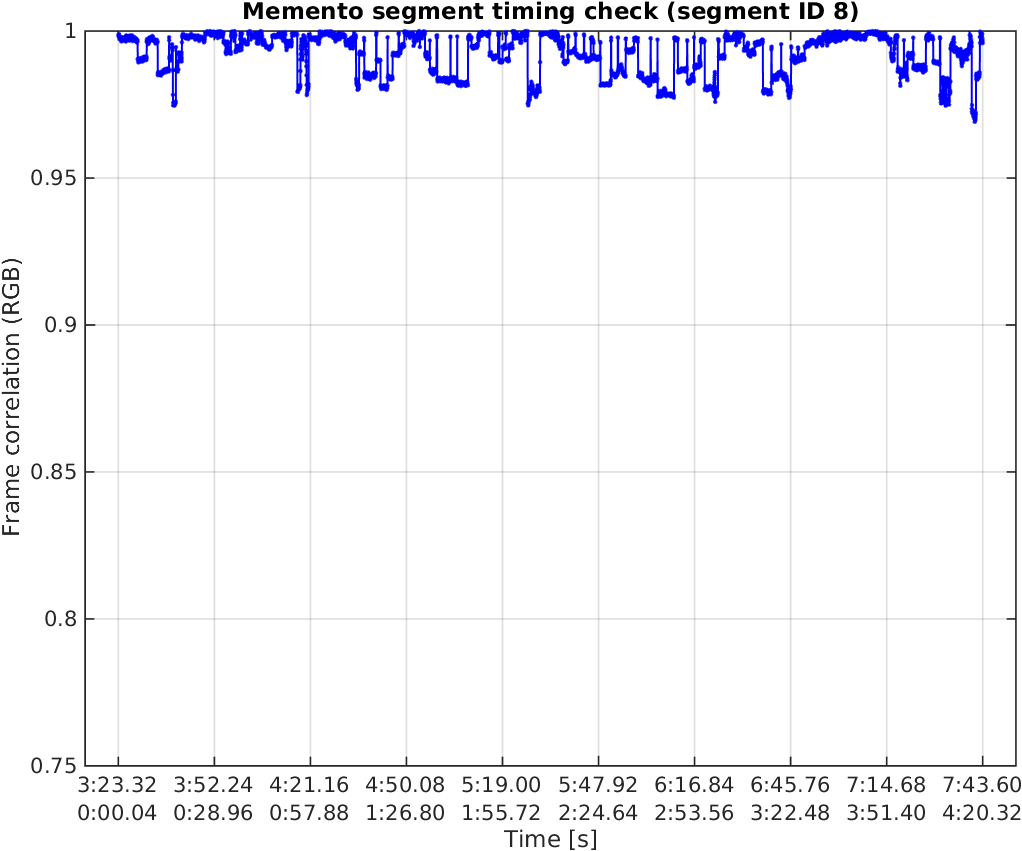 Memento segment timing check (segment ID 8)
1
0.95
0.9
0.85
0.8
0.75
Frame correlation (RGB)
3:23.32 3:52.24 4:21.16 4:50.08 5:19.00 5:47.92 6:16.84 6:45.76 7:14.68 7:43.60
0:00.04 0:28.96 0:57.88 1:26.80 1:55.72 2:24.64 2:53.56 3:22.48 3:51.40 4:20.32
Time [s]